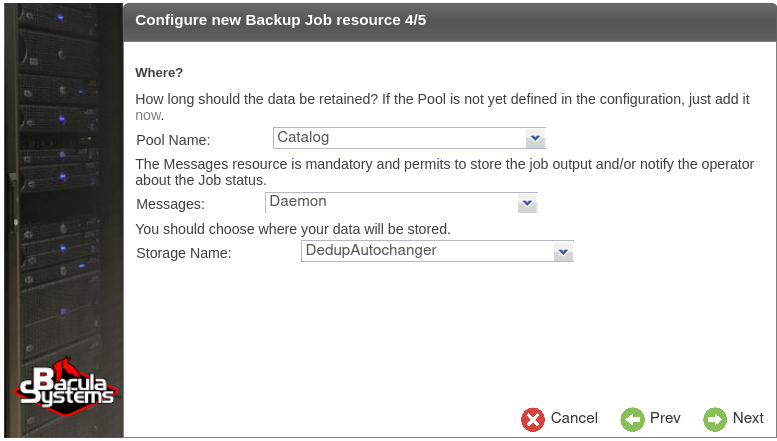 Configure new Backup Job resource 4/5
Where?
How long should the data be retained? If the Pool is not yet defined in the configuration, just add it
now.
Pool Name: Catalog
The Messages resource is mandatory and permits to store the job output and/or notify the operator
about the Job status.
Messages: Daemon
You should choose where your data will be stored.
Storage Name: DedupAutochanger
Bacula
Systems
Cancel Prev Next